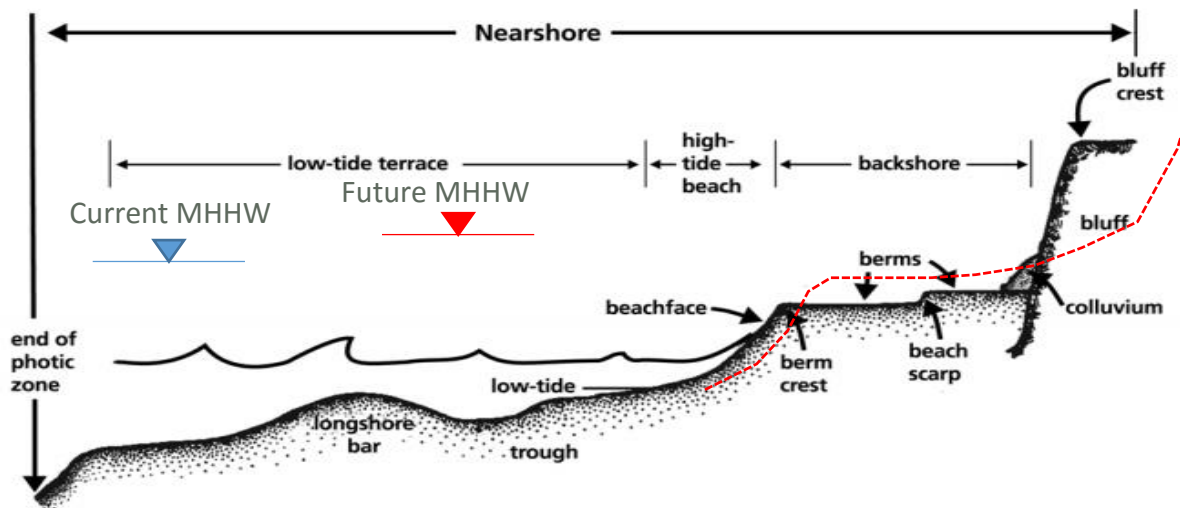 Nearshore
bluff
crest
high-
tide
beach
low-tide terrace
backshore
Future MHHW
Current MHHW
bluff
berms
beachface
colluvium
end of
photic
zone
berm
crest
beach
scarp
low-tide
longshore
bar
trough